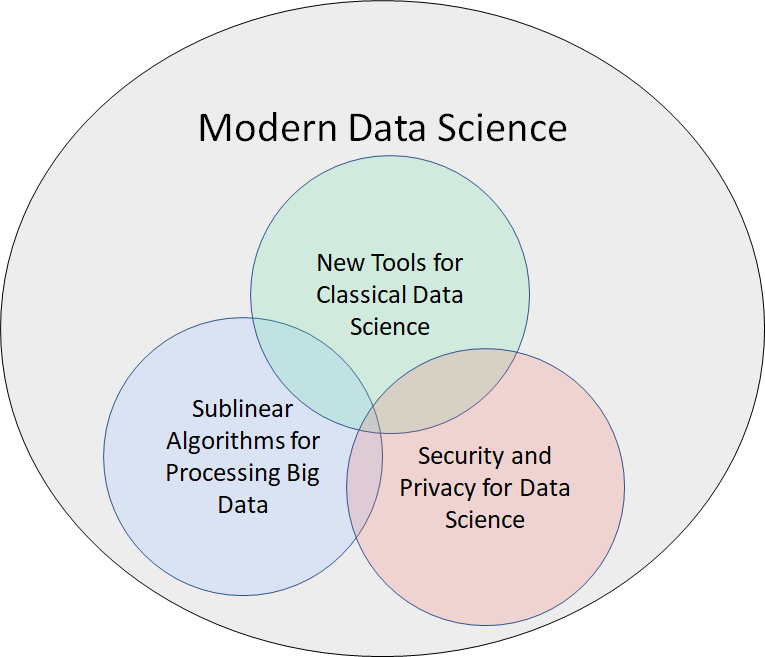 Modern Data Science
New Tools for
Classical Data
Science
Sublinear
Algorithms for
Processing Big
Data
Security and
Privacy for Data
Science